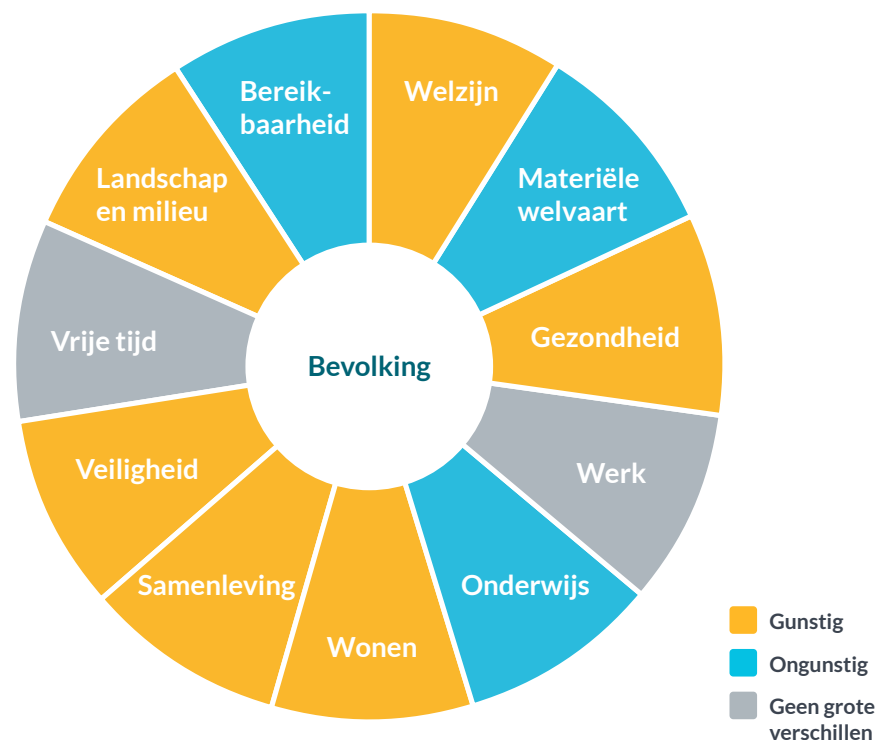 Bereik-
baarheid
Welzijn
Landschap
en milieu
Materiële
welvaart
Vrije tijd
Gezondheid
Bevolking
Veiligheid
Werk
Samenleving
Onderwijs
Wonen
Gunstig
Ongunstig
Geen grote
verschillen